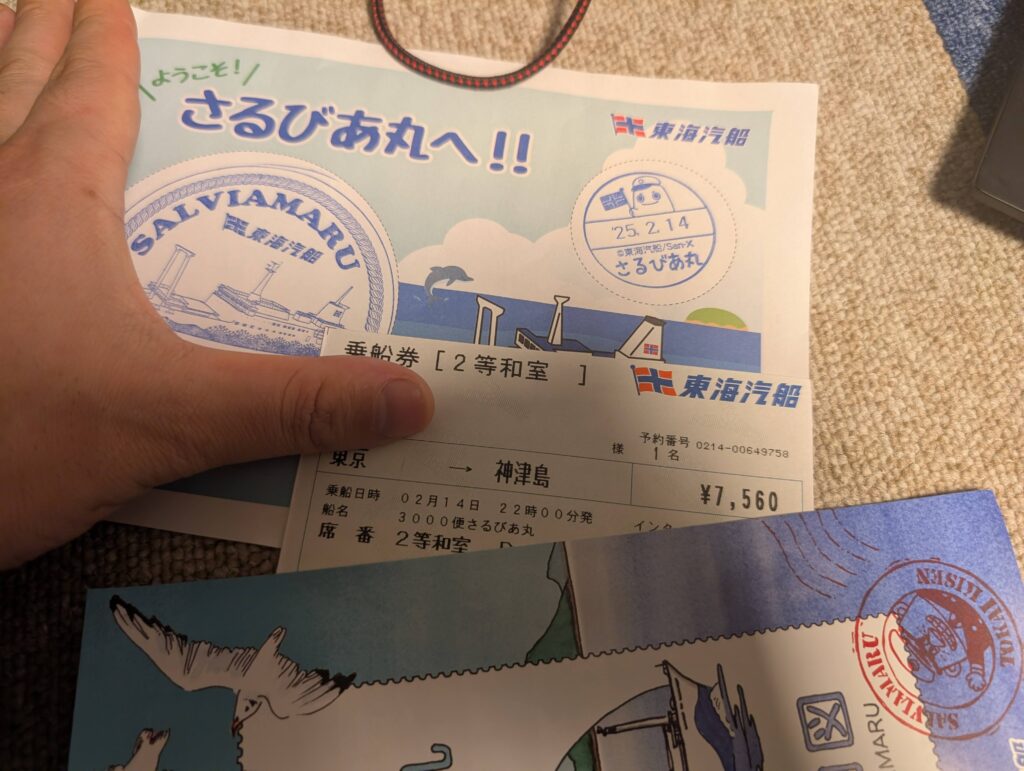 ようこそ!
さるびあ丸へ!!
東海汽船
SALVIAMARU
東海汽船
'25.2.14
©東海汽船/San-X
さるびあ丸
乗船券 [2等和室 ]
東海汽船
様
予約番号 0214-00649758
1名
東京 → 神津島
¥7,560
乗船日時 02月14日 22時00分発
船名 3000便さるびあ丸
インター
席番 2等和室
TOKAI KISEN
SALVIAMARU
MARU